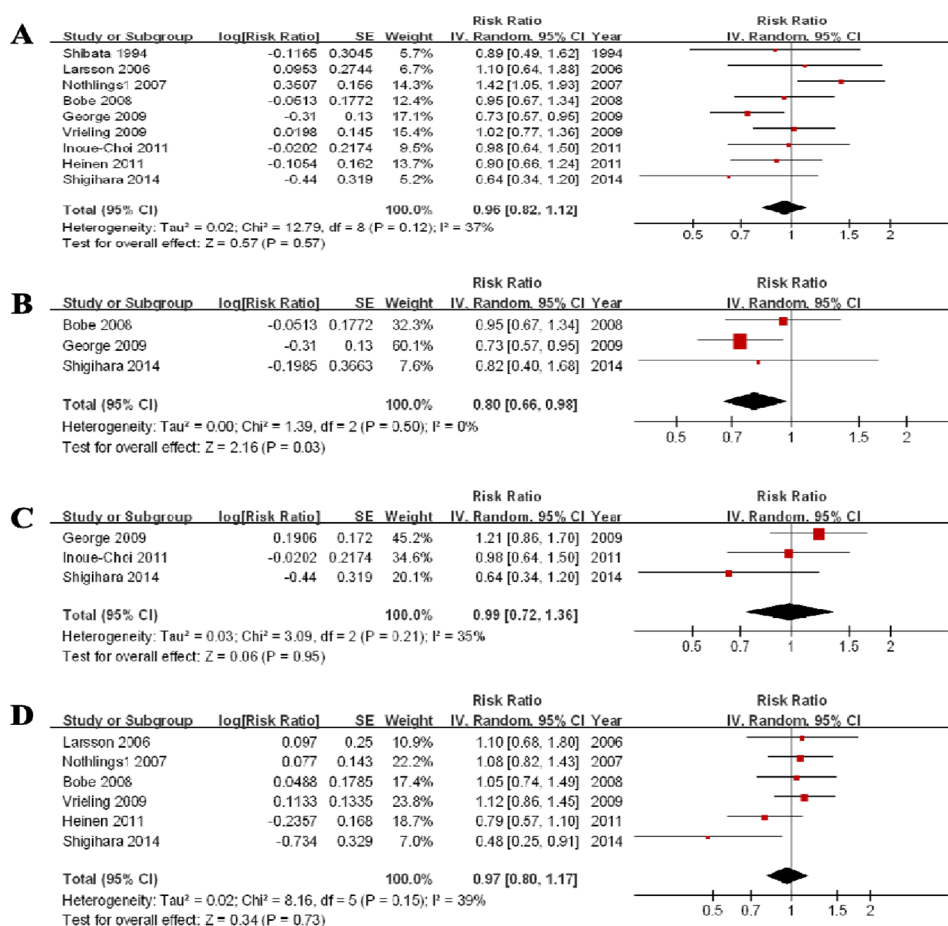 A
Risk Ratio Risk Ratio
Study or Subgroup log[Risk Ratio] SE Weight IV. Random. 95% CI Year IV. Random. 95% CI
Shibata 1994 -0.1165 0.3045 5.7% 0.89 [0.49, 1.62] 1994
Larsson 2006 0.0953 0.2744 6.7% 1.10 [0.64, 1.88] 2006
Nothlings1 2007 0.3507 0.156 14.3% 1.42 [1.05, 1.93] 2007
Bobe 2008 -0.0513 0.1772 12.4% 0.95 [0.67, 1.34] 2008
George 2009 -0.31 0.13 17.1% 0.73 [0.57, 0.95] 2009
Vrieling 2009 0.0198 0.145 15.4% 1.02 [0.77, 1.36] 2009
Inoue-Choi 2011 -0.0202 0.2174 9.5% 0.98 [0.64, 1.50] 2011
Heinen 2011 -0.1054 0.162 13.7% 0.90 [0.66, 1.24] 2011
Shigihara 2014 -0.44 0.319 5.2% 0.64 [0.34, 1.20] 2014
Total (95% CI) 100.0% 0.96 [0.82, 1.12]
Heterogeneity: Tau² = 0.02; Chi² = 12.79, df = 8 (P = 0.12); I² = 37%
Test for overall effect: Z = 0.57 (P = 0.57)
0.5 0.7 1 1.5 2
B
Risk Ratio Risk Ratio
Study or Subgroup log[Risk Ratio] SE Weight IV. Random. 95% CI Year IV. Random. 95% CI
Bobe 2008 -0.0513 0.1772 32.3% 0.95 [0.67, 1.34] 2008
George 2009 -0.31 0.13 60.1% 0.73 [0.57, 0.95] 2009
Shigihara 2014 -0.1985 0.3663 7.6% 0.82 [0.40, 1.68] 2014
Total (95% CI) 100.0% 0.80 [0.66, 0.98]
Heterogeneity: Tau² = 0.00; Chi² = 1.39, df = 2 (P = 0.50); I² = 0%
Test for overall effect: Z = 2.16 (P = 0.03)
0.5 0.7 1 1.5 2
C
Risk Ratio Risk Ratio
Study or Subgroup log[Risk Ratio] SE Weight IV. Random. 95% CI Year IV. Random. 95% CI
George 2009 0.1906 0.172 45.2% 1.21 [0.86, 1.70] 2009
Inoue-Choi 2011 -0.0202 0.2174 34.6% 0.98 [0.64, 1.50] 2011
Shigihara 2014 -0.44 0.319 20.1% 0.64 [0.34, 1.20] 2014
Total (95% CI) 100.0% 0.99 [0.72, 1.36]
Heterogeneity: Tau² = 0.03; Chi² = 3.09, df = 2 (P = 0.21); I² = 35%
Test for overall effect: Z = 0.06 (P = 0.95)
0.5 0.7 1 1.5 2
D
Risk Ratio Risk Ratio
Study or Subgroup log[Risk Ratio] SE Weight IV. Random. 95% CI Year IV. Random. 95% CI
Larsson 2006 0.097 0.25 10.9% 1.10 [0.68, 1.80] 2006
Nothlings1 2007 0.077 0.143 22.2% 1.08 [0.82, 1.43] 2007
Bobe 2008 0.0488 0.1785 17.4% 1.05 [0.74, 1.49] 2008
Vrieling 2009 0.1133 0.1335 23.8% 1.12 [0.86, 1.45] 2009
Heinen 2011 -0.2357 0.168 18.7% 0.79 [0.57, 1.10] 2011
Shigihara 2014 -0.734 0.329 7.0% 0.48 [0.25, 0.91] 2014
Total (95% CI) 100.0% 0.97 [0.80, 1.17]
Heterogeneity: Tau² = 0.02; Chi² = 8.16, df = 5 (P = 0.15); I² = 39%
Test for overall effect: Z = 0.34 (P = 0.73)
0.5 0.7 1 1.5 2